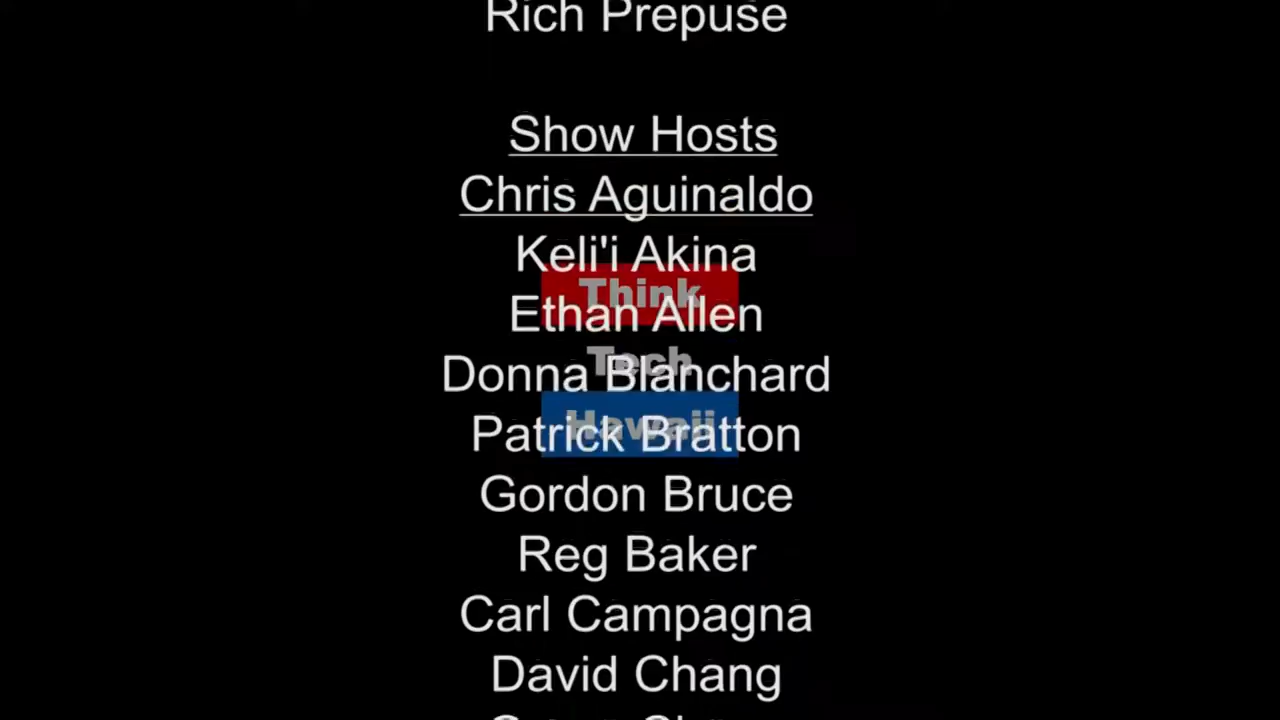 Rich Prepuse
Show Hosts
Chris Aguinaldo
Keli'i Akina
Think
Ethan Allen
Tech
Donna Blanchard
Hawaii
Patrick Bratton
Gordon Bruce
Reg Baker
Carl Campagna
David Chang